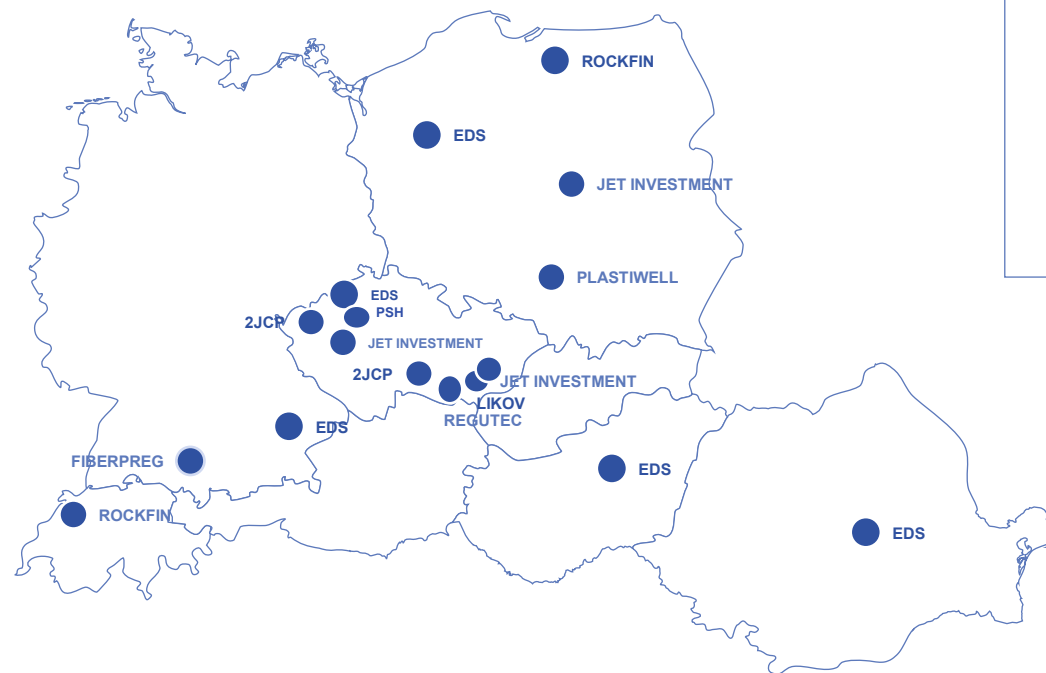 ROCKFIN
EDS
JET INVESTMENT
PLASTIWELL
EDS
PSH
2JCP
JET INVESTMENT
2JCP
JET INVESTMENT
LIKOV
REGUTEC
EDS
FIBERPREG
EDS
ROCKFIN
EDS